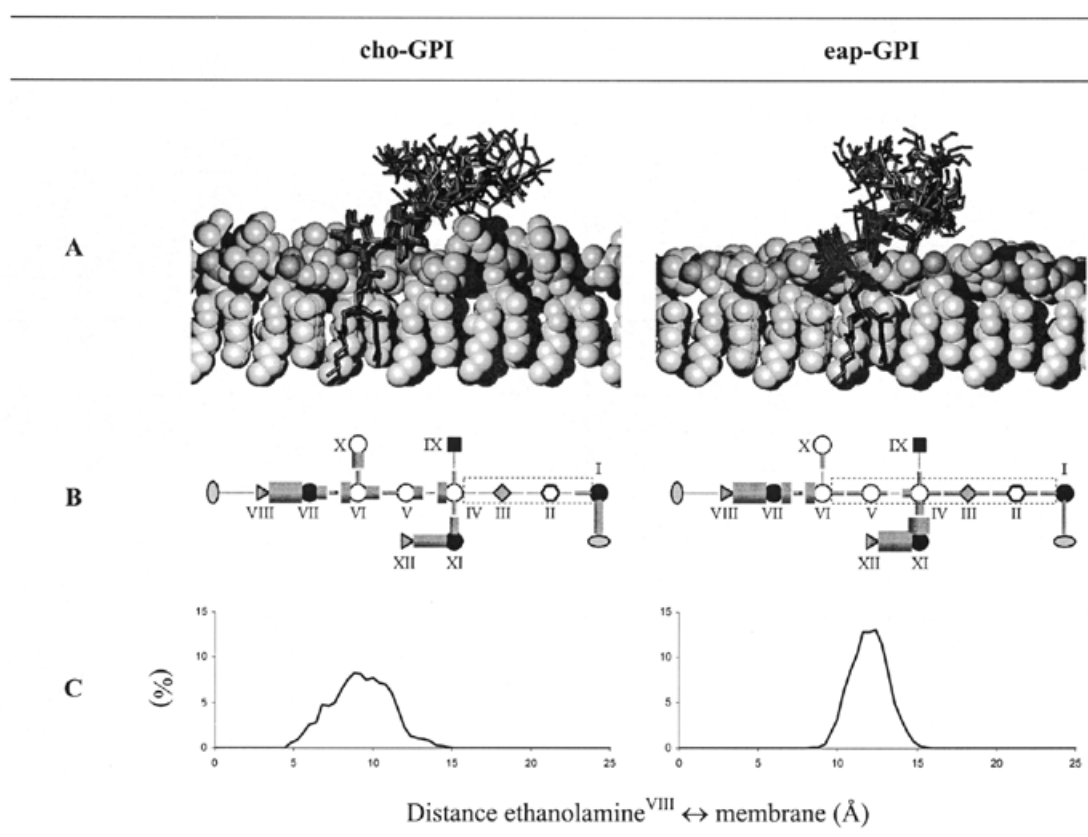 cho-GPI eap-GPI
A
B
X IX I
VIII VII VI V IV III II
XII XI
X IX I
VIII VII VI V IV III II
XII XI
C
(%)
15
10
5
0
0 5 10 15 20 25
15
10
5
0
0 5 10 15 20 25
Distance ethanolamine^VIII ↔ membrane (Å)